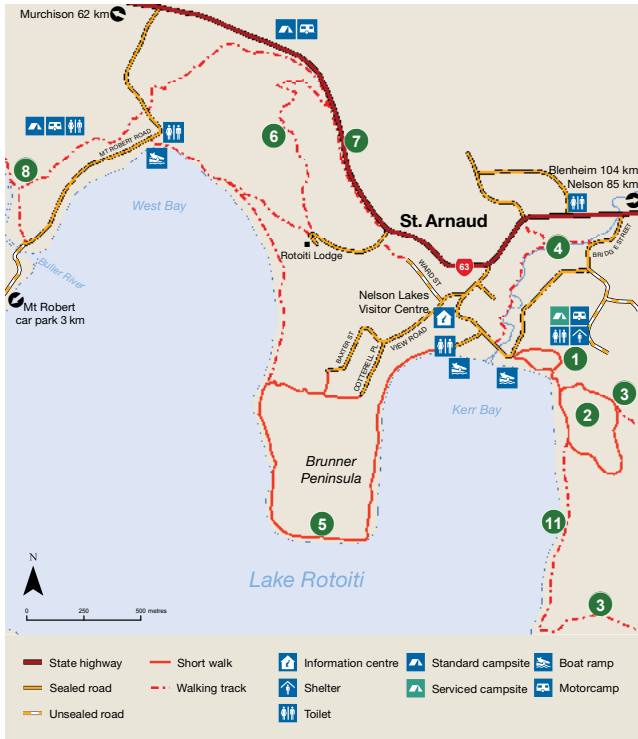 Murchison 62 km
7
6
MT ROBERT ROAD
8
West Bay
Blenheim 104 km
Nelson 85 km
St. Arnaud
4
BRIDGE STREET
Rotoiti Lodge
63
WARD ST
Buller River
Mt Robert
car park 3 km
Nelson Lakes
Visitor Centre
VIEW ROAD
BAXTER ST
COTTERELL PL
1
3
2
Kerr Bay
Brunner
Peninsula
5
11
N
Lake Rotoiti
3
0 250 500 metres
State highway
Sealed road
Unsealed road
Short walk
Walking track
Information centre
Shelter
Toilet
Standard campsite
Serviced campsite
Boat ramp
Motorcamp